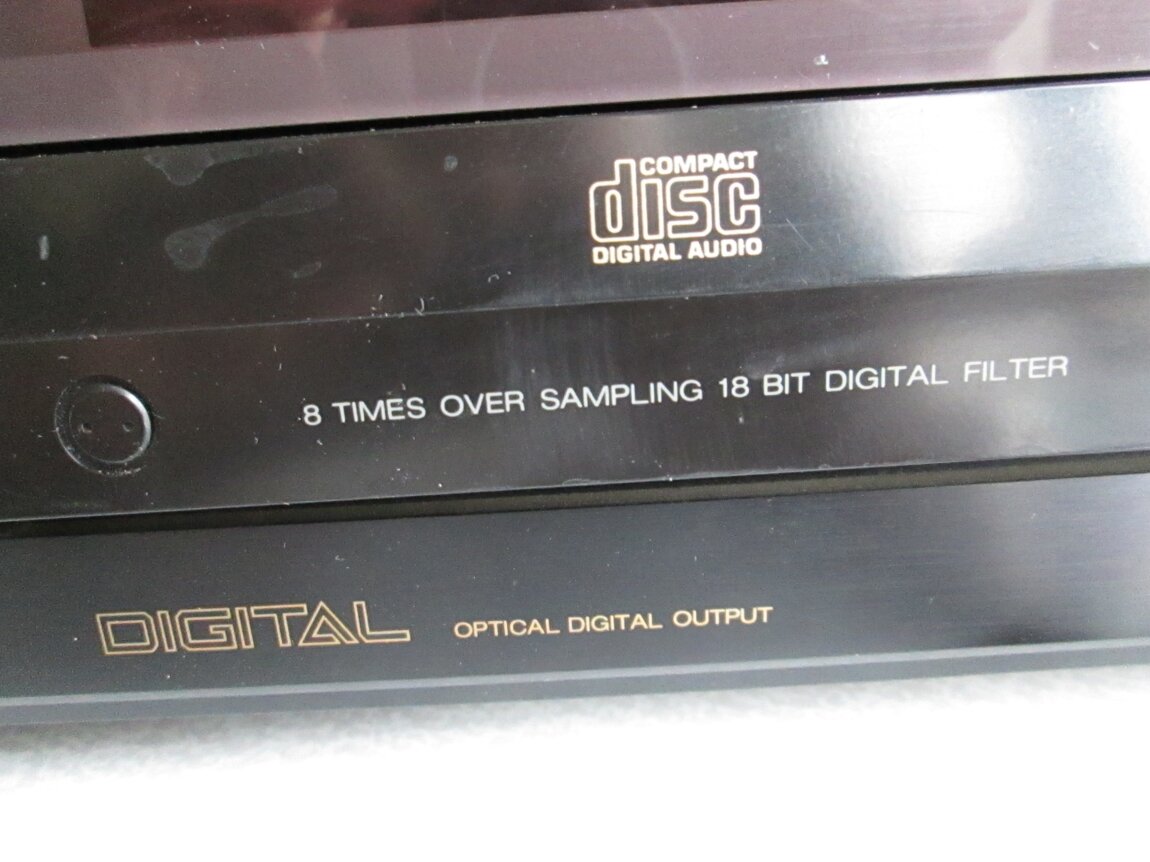 COMPACT
disc
DIGITAL AUDIO
8 TIMES OVER SAMPLING 18 BIT DIGITAL FILTER
DIGITAL OPTICAL DIGITAL OUTPUT